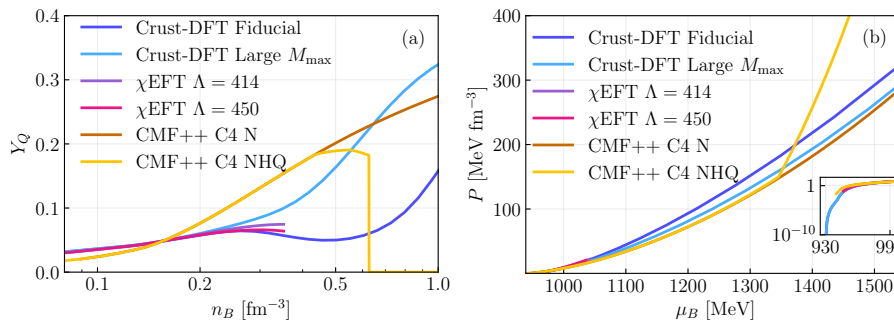 (a)
Crust-DFT Fiducial
Crust-DFT Large M_max
χEFT Λ = 414
χEFT Λ = 450
CMF++ C4 N
CMF++ C4 NHQ
Y_Q
0.4
0.3
0.2
0.1
0.0
0.1 0.2 0.5 1.0
n_B [fm⁻³]
(b)
Crust-DFT Fiducial
Crust-DFT Large M_max
χEFT Λ = 414
χEFT Λ = 450
CMF++ C4 N
CMF++ C4 NHQ
P [MeV fm⁻³]
400
300
200
100
1
10⁻¹⁰
930 99
1000 1100 1200 1300 1400 1500
μ_B [MeV]